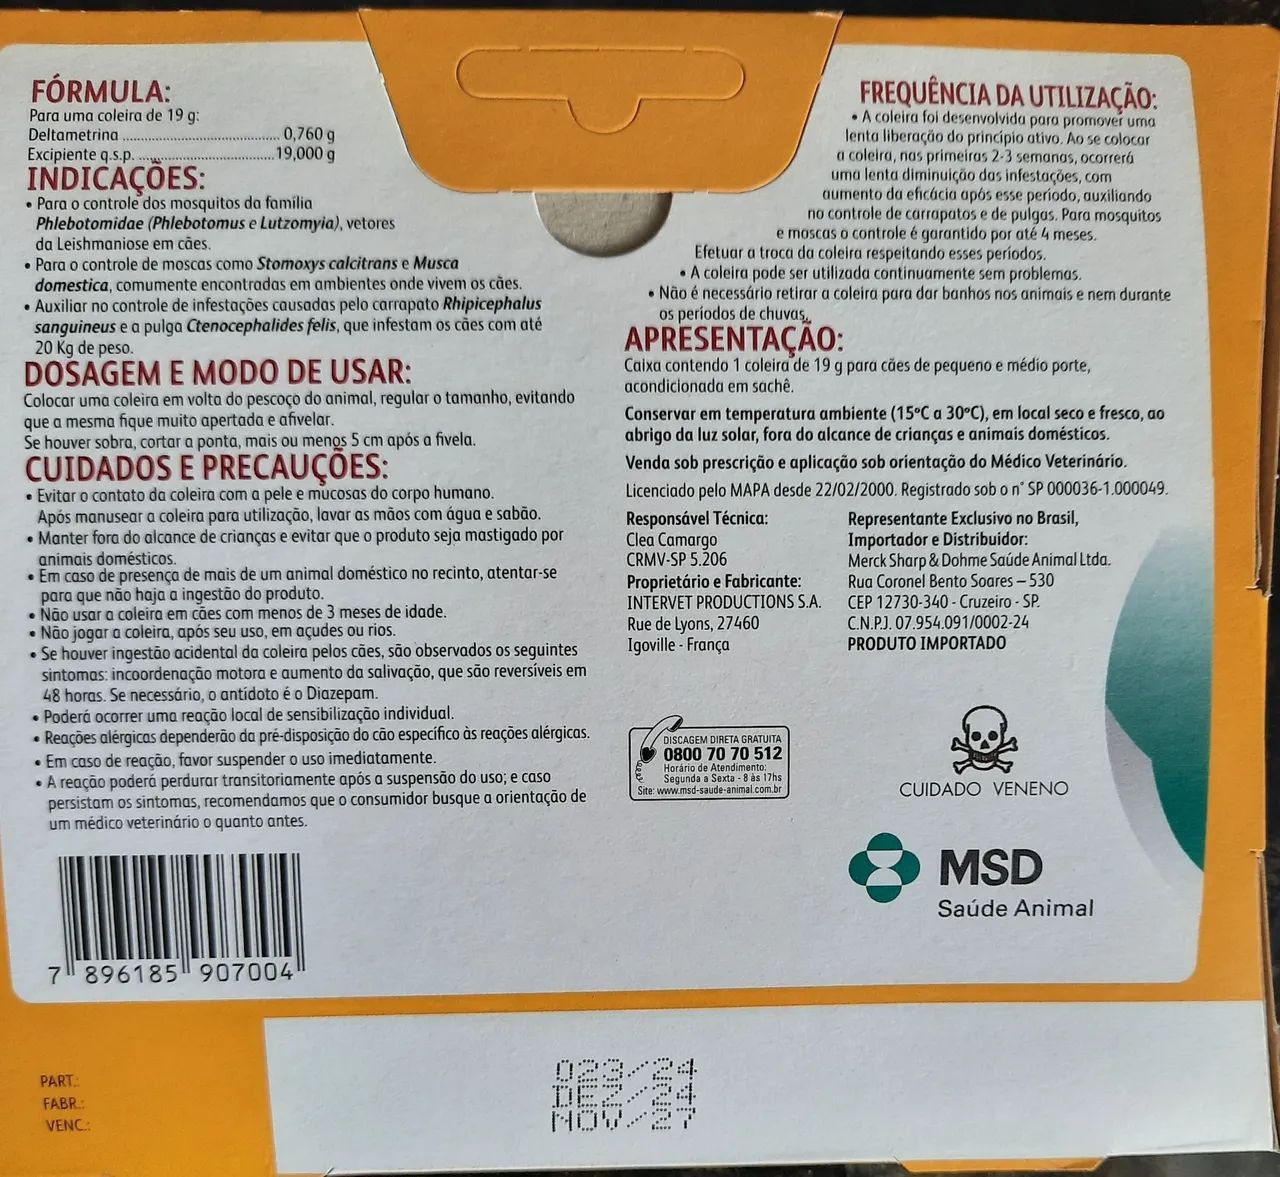 FÓRMULA:
Para uma coleira de 19 g:
Deltametrina ............................................ 0,760 g
Excipiente q.s.p. ......................................19,000 g
INDICAÇÕES:
• Para o controle dos mosquitos da família
Phlebotomidae (Phlebotomus e Lutzomyia), vetores
da Leishmaniose em cães.
• Para o controle de moscas como Stomoxys calcitrans e Musca
domestica, comumente encontradas em ambientes onde vivem os cães.
• Auxiliar no controle de infestações causadas pelo carrapato Rhipicephalus
sanguineus e a pulga Ctenocephalides felis, que infestam os cães com até
20 Kg de peso.
DOSAGEM E MODO DE USAR:
Colocar uma coleira em volta do pescoço do animal, regular o tamanho, evitando
que a mesma fique muito apertada e afivelar.
Se houver sobra, cortar a ponta, mais ou menos 5 cm após a fivela.
CUIDADOS E PRECAUÇÕES:
• Evitar o contato da coleira com a pele e mucosas do corpo humano.
Após manusear a coleira para utilização, lavar as mãos com água e sabão.
• Manter fora do alcance de crianças e evitar que o produto seja mastigado por
animais domésticos.
• Em caso de presença de mais de um animal doméstico no recinto, atentar-se
para que não haja a ingestão do produto.
• Não usar a coleira em cães com menos de 3 meses de idade.
• Não jogar a coleira, após seu uso, em açudes ou rios.
• Se houver ingestão acidental da coleira pelos cães, são observados os seguintes
sintomas: incoordenação motora e aumento da salivação, que são reversíveis em
48 horas. Se necessário, o antídoto é o Diazepam.
• Poderá ocorrer uma reação local de sensibilização individual.
• Reações alérgicas dependerão da pré-disposição do cão específico às reações alérgicas.
• Em caso de reação, favor suspender o uso imediatamente.
• A reação poderá perdurar transitoriamente após a suspensão do uso; e caso
persistam os sintomas, recomendamos que o consumidor busque a orientação de
um médico veterinário o quanto antes.
7 896185 907004
FREQUÊNCIA DA UTILIZAÇÃO:
• A coleira foi desenvolvida para promover uma
lenta liberação do princípio ativo. Ao se colocar
a coleira, nas primeiras 2-3 semanas, ocorrerá
uma lenta diminuição das infestações, com
aumento da eficácia após esse período, auxiliando
no controle de carrapatos e de pulgas. Para mosquitos
e moscas o controle é garantido por até 4 meses.
Efetuar a troca da coleira respeitando esses períodos.
• A coleira pode ser utilizada continuamente sem problemas.
• Não é necessário retirar a coleira para dar banhos nos animais e nem durante
os períodos de chuvas.
APRESENTAÇÃO:
Caixa contendo 1 coleira de 19 g para cães de pequeno e médio porte,
acondicionada em sachê.
Conservar em temperatura ambiente (15ºC a 30ºC), em local seco e fresco, ao
abrigo da luz solar, fora do alcance de crianças e animais domésticos.
Venda sob prescrição e aplicação sob orientação do Médico Veterinário.
Licenciado pelo MAPA desde 22/02/2000. Registrado sob o n° SP 000036-1.000049.
Responsável Técnica:
Clea Camargo
CRMV-SP 5.206
Proprietário e Fabricante:
INTERVET PRODUCTIONS S.A.
Rue de Lyons, 27460
Igoville - França
Representante Exclusivo no Brasil,
Importador e Distribuidor:
Merck Sharp & Dohme Saúde Animal Ltda.
Rua Coronel Bento Soares – 530
CEP 12730-340 - Cruzeiro - SP.
C.N.P.J. 07.954.091/0002-24
PRODUTO IMPORTADO
DISCAGEM DIRETA GRATUITA
0800 70 70 512
Horário de Atendimento:
Segunda a Sexta - 8 às 17hs
Site: www.msd-saude-animal.com.br
CUIDADO VENENO
MSD
Saúde Animal
PART.:
FABR.:
VENC.:
023/24
DEZ/24
NOV/27